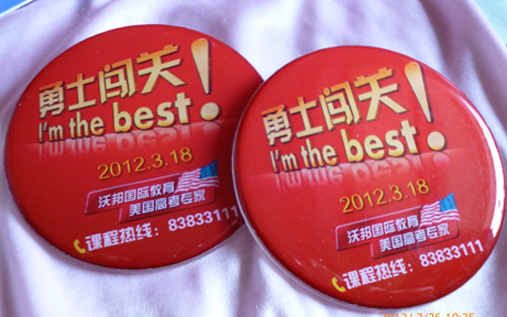 勇士闯关!
I'm the best.
2012.3.18
沃邦国际教育
美国高考专家
课程热线：83833111
勇士闯关!
I'm the best.
2012.3.18
沃邦国际教育
美国高考专家
课程热线：83833111